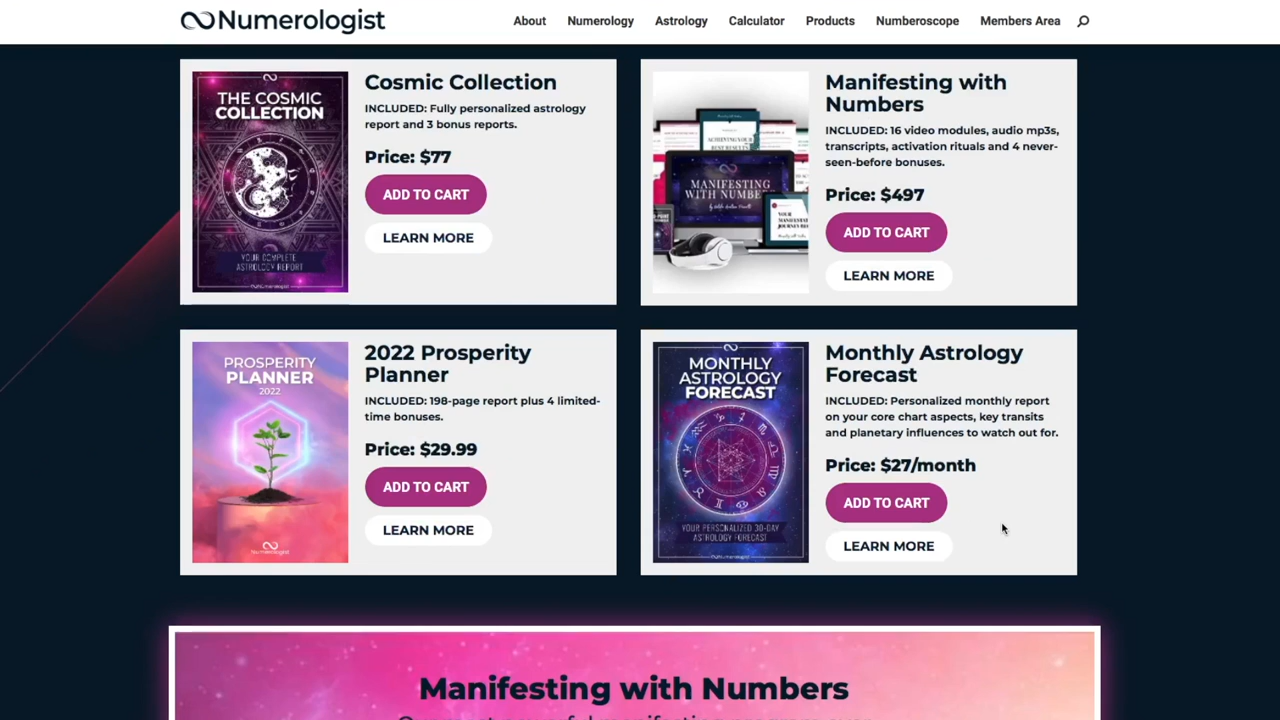 Numerologist
About Numerology Astrology Calculator Products Numberoscope Members Area
THE COSMIC
COLLECTION
YOUR COMPLETE
ASTROLOGY REPORT
Numerologist
Cosmic Collection
INCLUDED: Fully personalized astrology
report and 3 bonus reports.
Price: $77
ADD TO CART
LEARN MORE
MANIFESTING
WITH NUMBERS
Manifesting with
Numbers
INCLUDED: 16 video modules, audio mp3s,
transcripts, activation rituals and 4 never-
seen-before bonuses.
Price: $497
ADD TO CART
LEARN MORE
PROSPERITY
PLANNER
2022
Numerologist
2022 Prosperity
Planner
INCLUDED: 198-page report plus 4 limited-
time bonuses.
Price: $29.99
ADD TO CART
LEARN MORE
MONTHLY
ASTROLOGY
FORECAST
YOUR PERSONALIZED 30-DAY
ASTROLOGY FORECAST
Numerologist
Monthly Astrology
Forecast
INCLUDED: Personalized monthly report
on your core chart aspects, key transits
and planetary influences to watch out for.
Price: $27/month
ADD TO CART
LEARN MORE
Manifesting with Numbers